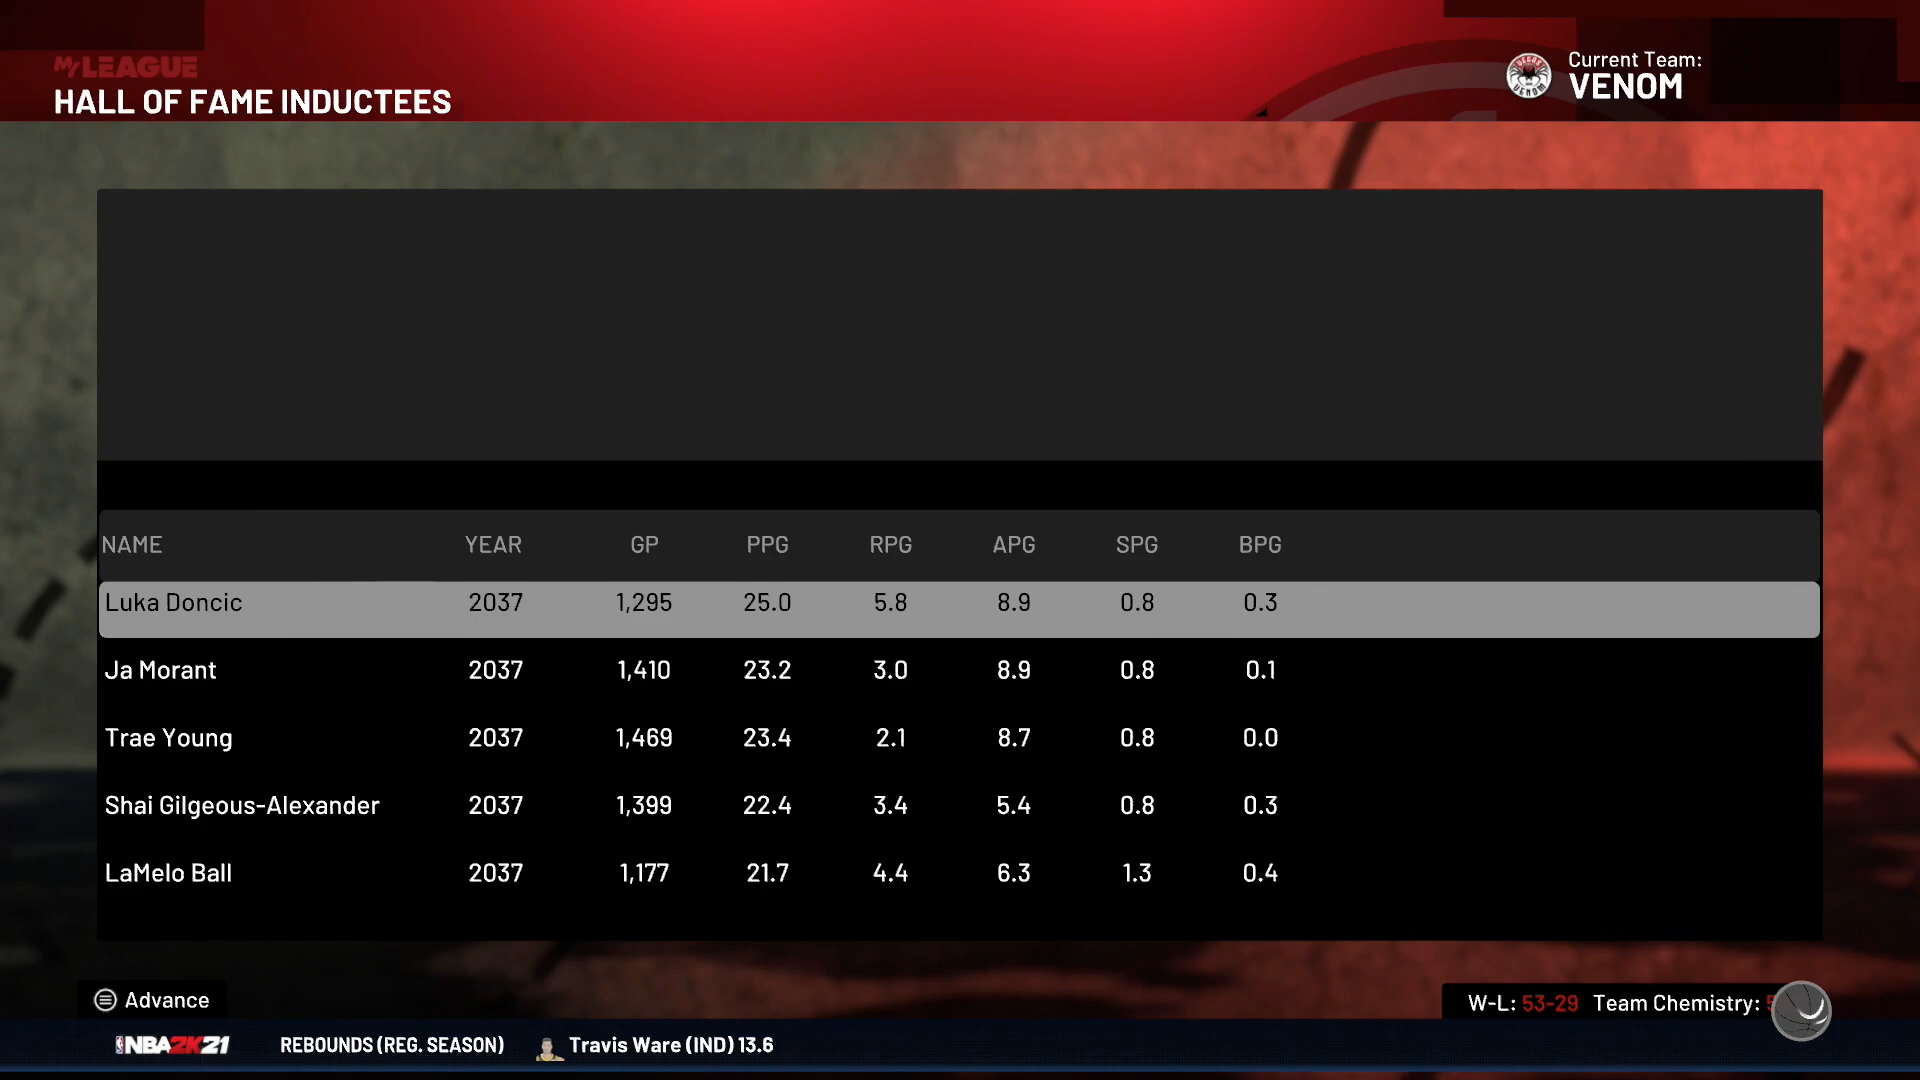 MyLEAGUE
HALL OF FAME INDUCTEES
Current Team:
VENOM
VEGAS
VENOM
NAME YEAR GP PPG RPG APG SPG BPG
Luka Doncic 2037 1,295 25.0 5.8 8.9 0.8 0.3
Ja Morant 2037 1,410 23.2 3.0 8.9 0.8 0.1
Trae Young 2037 1,469 23.4 2.1 8.7 0.8 0.0
Shai Gilgeous-Alexander 2037 1,399 22.4 3.4 5.4 0.8 0.3
LaMelo Ball 2037 1,177 21.7 4.4 6.3 1.3 0.4
Advance
W-L: 53-29 Team Chemistry:
NBA2K21 REBOUNDS (REG. SEASON) Travis Ware (IND) 13.6